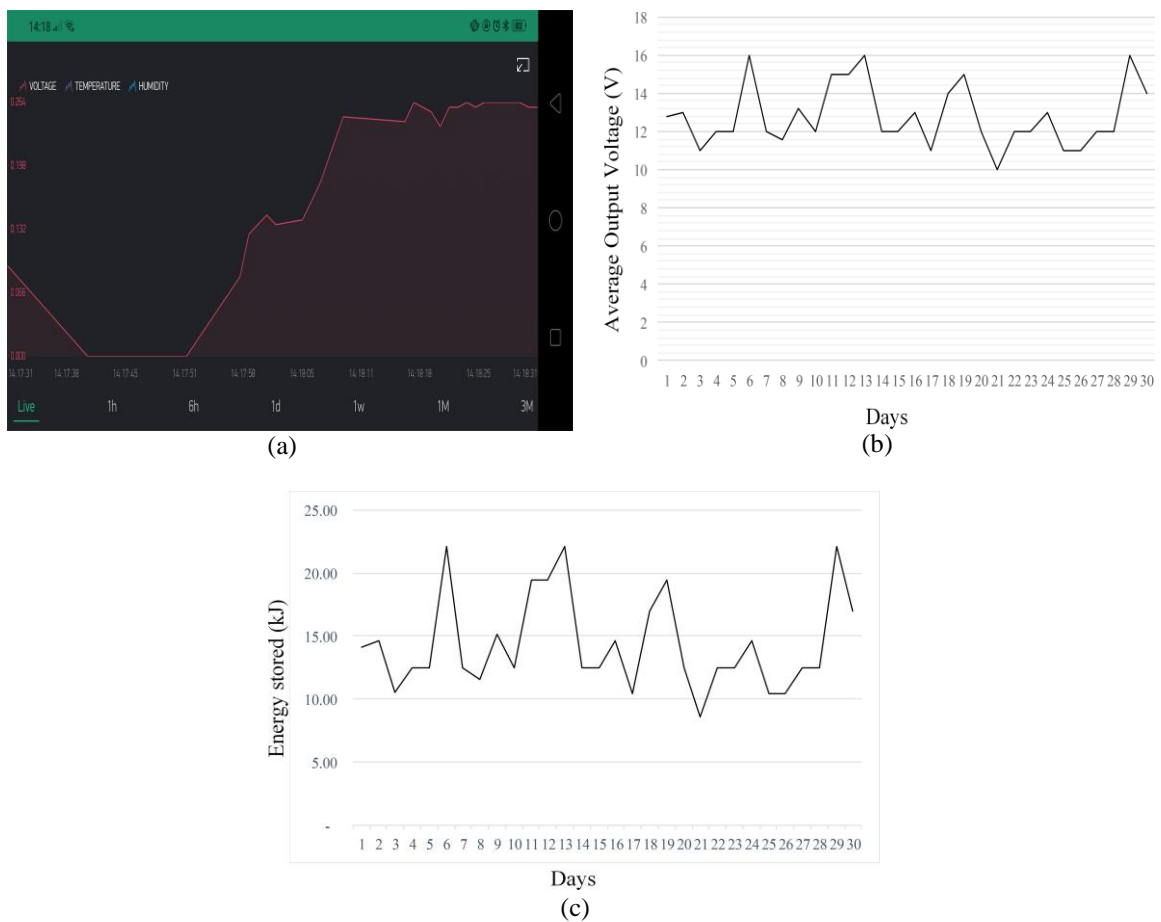 14:18
VOLTAGE TEMPERATURE HUMIDITY
0.264
0.198
0.132
0.066
0.000
14:17:31 14:17:38 14:17:45 14:17:51 14:17:58 14:18:05 14:18:11 14:18:18 14:18:25 14:18:31
Live 1h 6h 1d 1w 1M 3M
(a)
Average Output Voltage (V)
18
16
14
12
10
8
6
4
2
0
1 2 3 4 5 6 7 8 9 10 11 12 13 14 15 16 17 18 19 20 21 22 23 24 25 26 27 28 29 30
Days
(b)
Energy stored (kJ)
25.00
20.00
15.00
10.00
5.00
-
1 2 3 4 5 6 7 8 9 10 11 12 13 14 15 16 17 18 19 20 21 22 23 24 25 26 27 28 29 30
Days
(c)